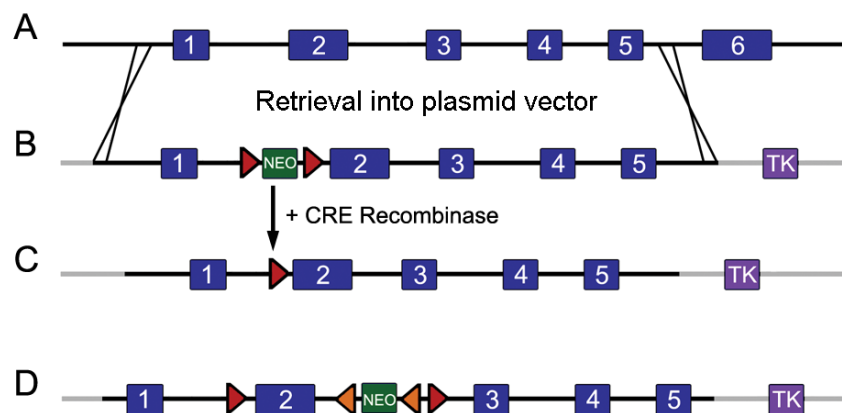 A 1 2 3 4 5 6
Retrieval into plasmid vector
B 1 NEO 2 3 4 5 TK
+ CRE Recombinase
C 1 2 3 4 5 TK
D 1 2 NEO 3 4 5 TK